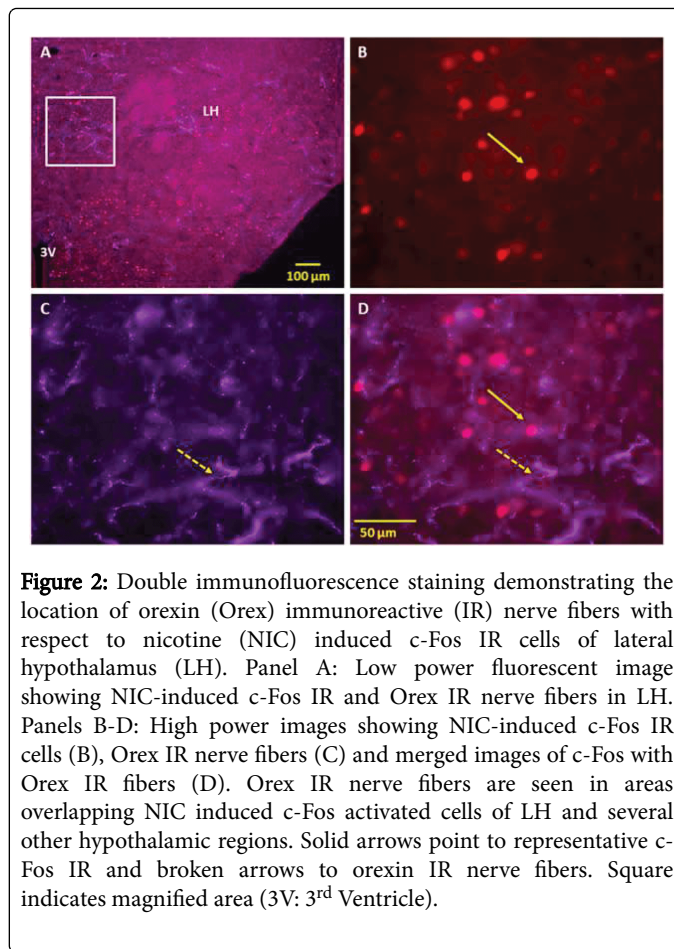 A
B
LH
3V
100 µm
C
D
50 µm
Figure 2: Double immunofluorescence staining demonstrating the
location of orexin (Orex) immunoreactive (IR) nerve fibers with
respect to nicotine (NIC) induced c-Fos IR cells of lateral
hypothalamus (LH). Panel A: Low power fluorescent image
showing NIC-induced c-Fos IR and Orex IR nerve fibers in LH.
Panels B-D: High power images showing NIC-induced c-Fos IR
cells (B), Orex IR nerve fibers (C) and merged images of c-Fos with
Orex IR fibers (D). Orex IR nerve fibers are seen in areas
overlapping NIC induced c-Fos activated cells of LH and several
other hypothalamic regions. Solid arrows point to representative c-
Fos IR and broken arrows to orexin IR nerve fibers. Square
indicates magnified area (3V: 3rd Ventricle).